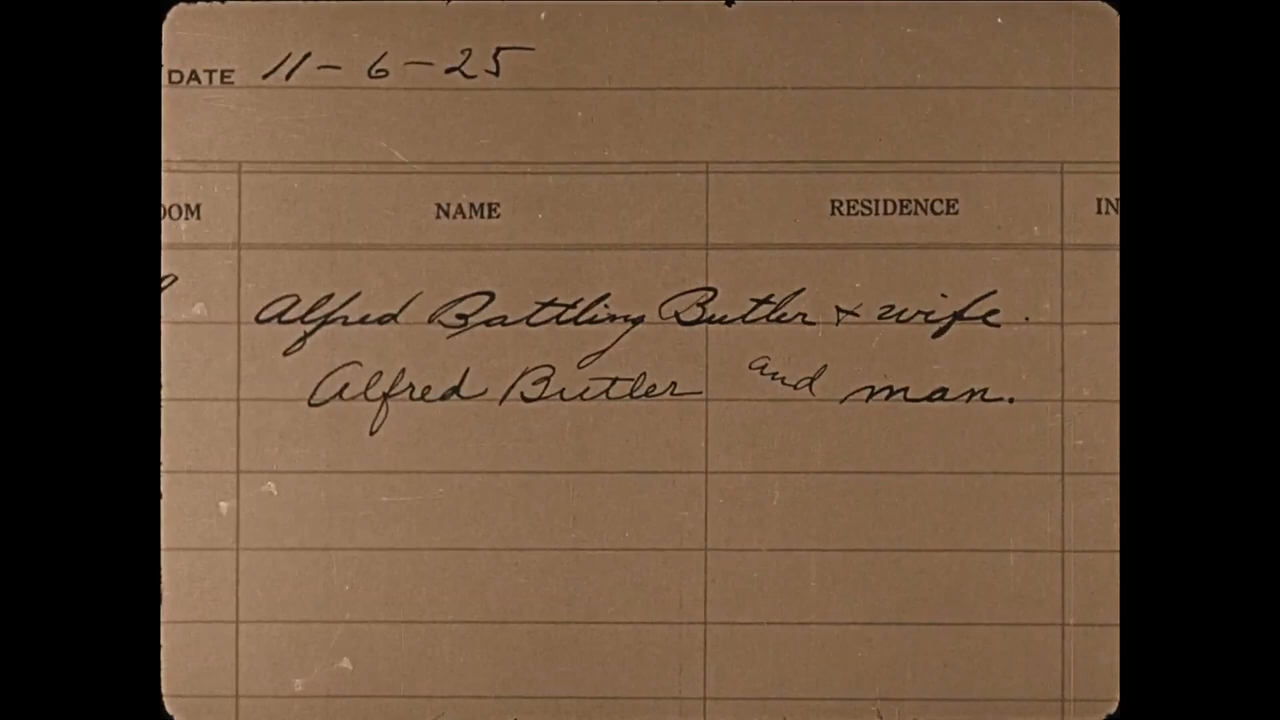 DATE 11-6-25
OOM NAME RESIDENCE IN
Alfred Battling Butler & wife.
Alfred Butler and man.